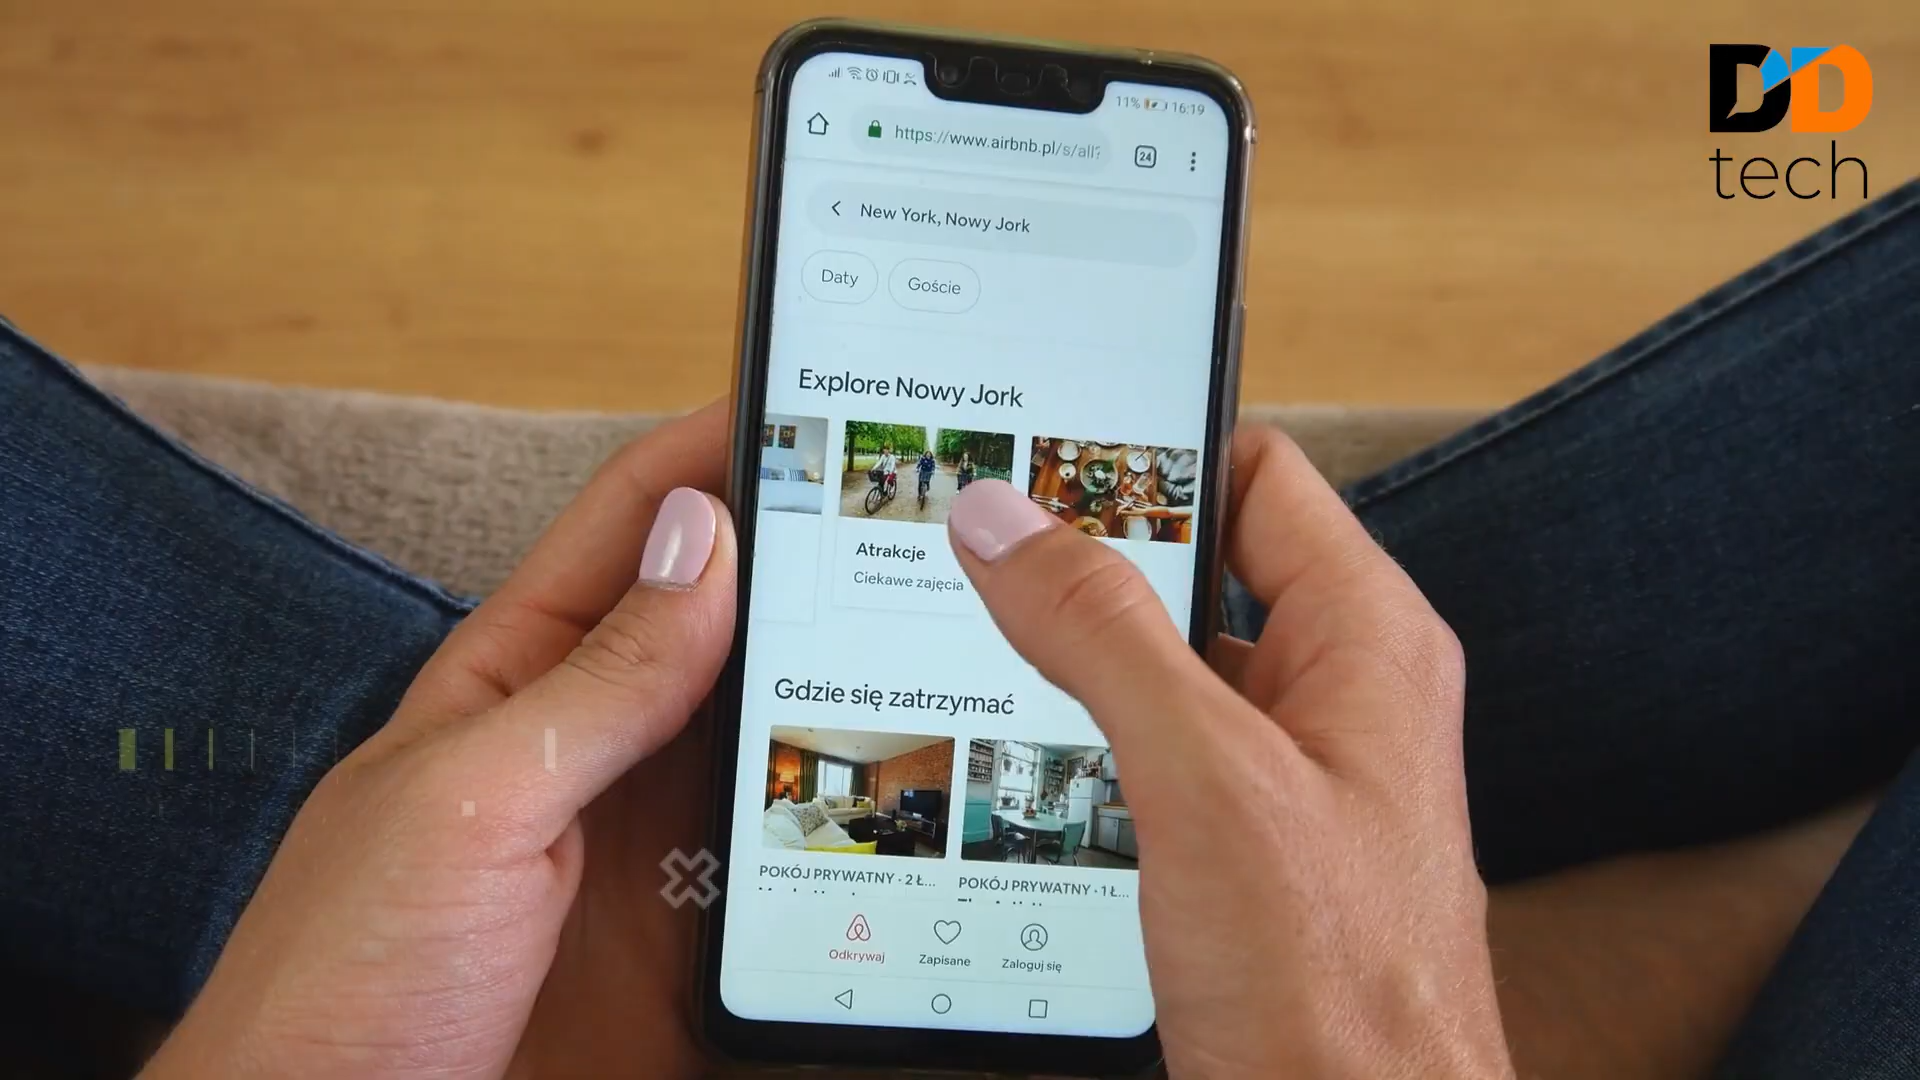 DD
tech
11% 16:19
https://www.airbnb.pl/s/all?
24
New York, Nowy Jork
Daty
Goście
Explore Nowy Jork
Atrakcje
Ciekawe zajęcia
Gdzie się zatrzymać
POKÓJ PRYWATNY · 2 Ł...
POKÓJ PRYWATNY · 1 Ł...
Odkrywaj
Zapisane
Zaloguj się